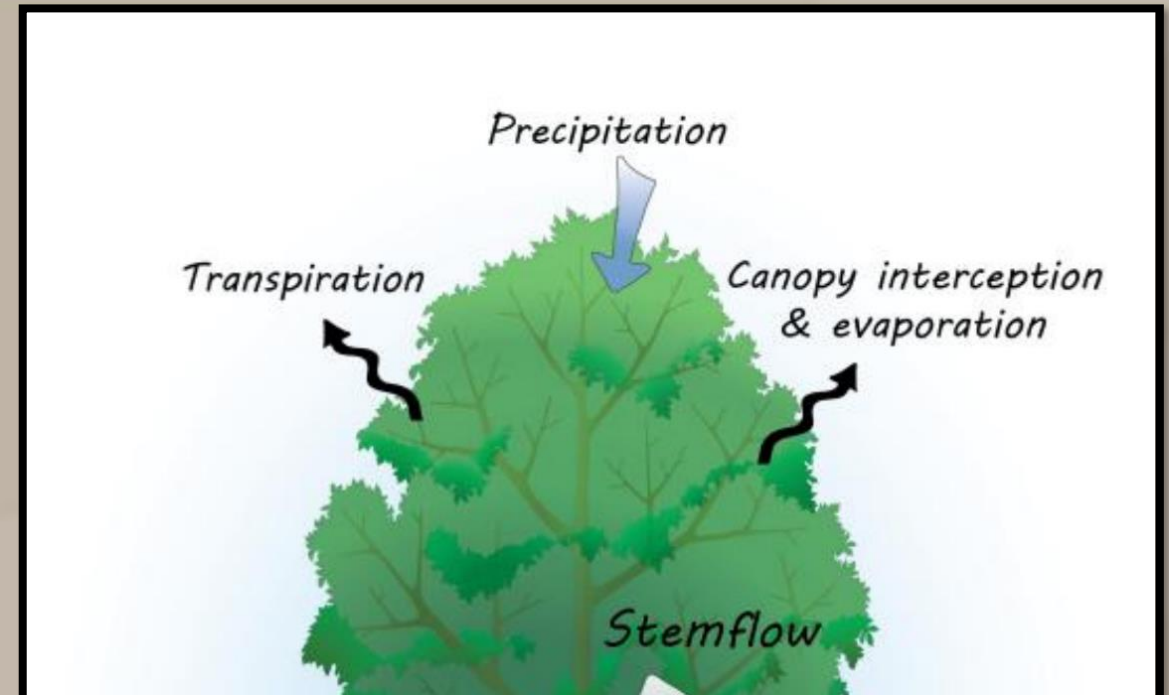 Precipitation
Transpiration
Canopy interception
& evaporation
Stemflow